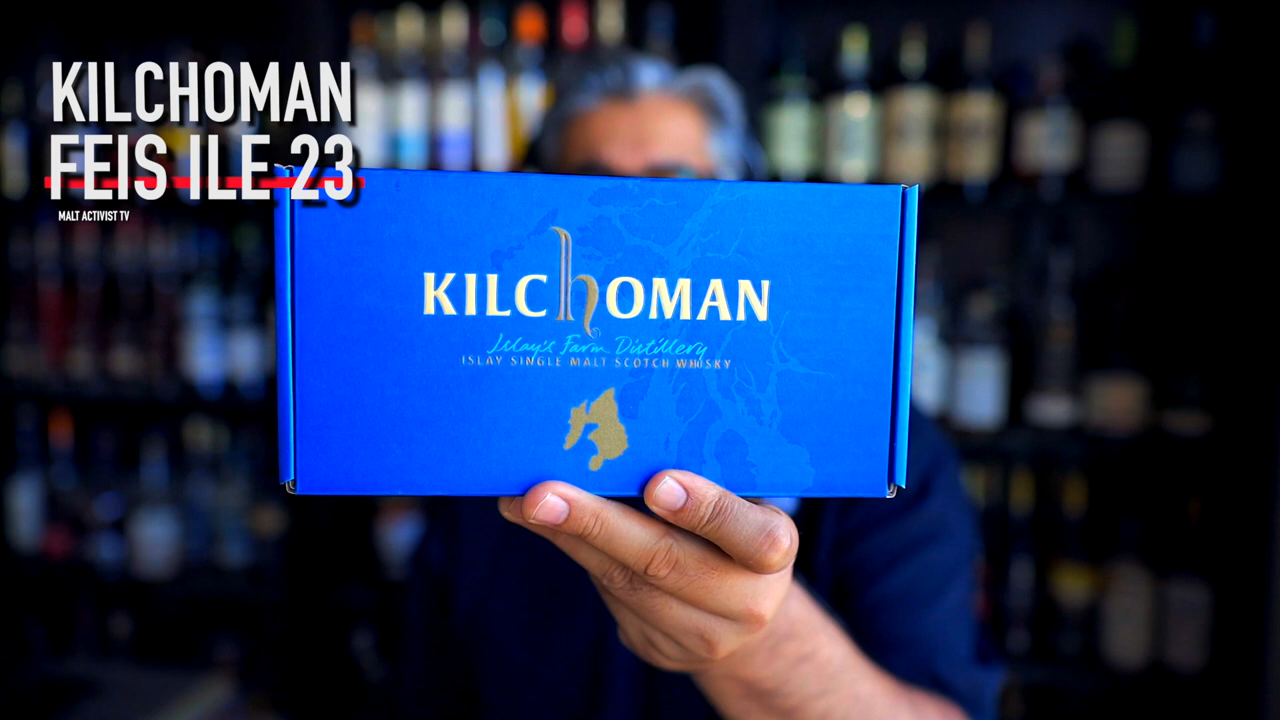 KILCHOMAN
FEIS ILE 23
MALT ACTIVIST TV
KILCHOMAN
Islay's Farm Distillery
ISLAY SINGLE MALT SCOTCH WHISKY